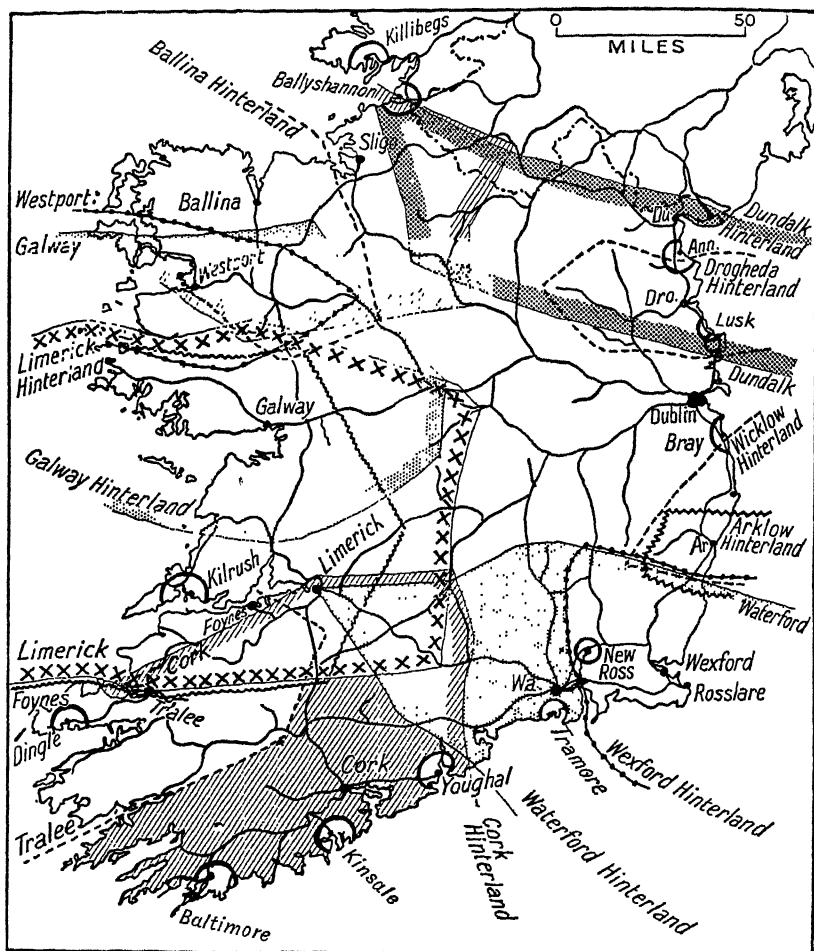 Killibegs
0 50
MILES
Ballina Hinterland
Ballyshannon
Sligo
Westport:
Ballina
Galway
Westport
Du.
Dundalk
Hinterland
Ann.
Drogheda
Hinterland
Dro.
Lusk
Dundalk
Limerick
Hinterland
Galway
Dublin
Bray
Wicklow
Hinterland
Galway Hinterland
Arklow
Hinterland
Ar.
Kilrush
Limerick
Foynes
Waterford
Limerick
Cork
New
Ross
Wexford
Rosslare
Wa.
Foynes
Tralee
Dingle
Tramore
Cork
Youghal
Wexford Hinterland
Tralee
Kinsale
Cork
Hinterland
Waterford Hinterland
Baltimore